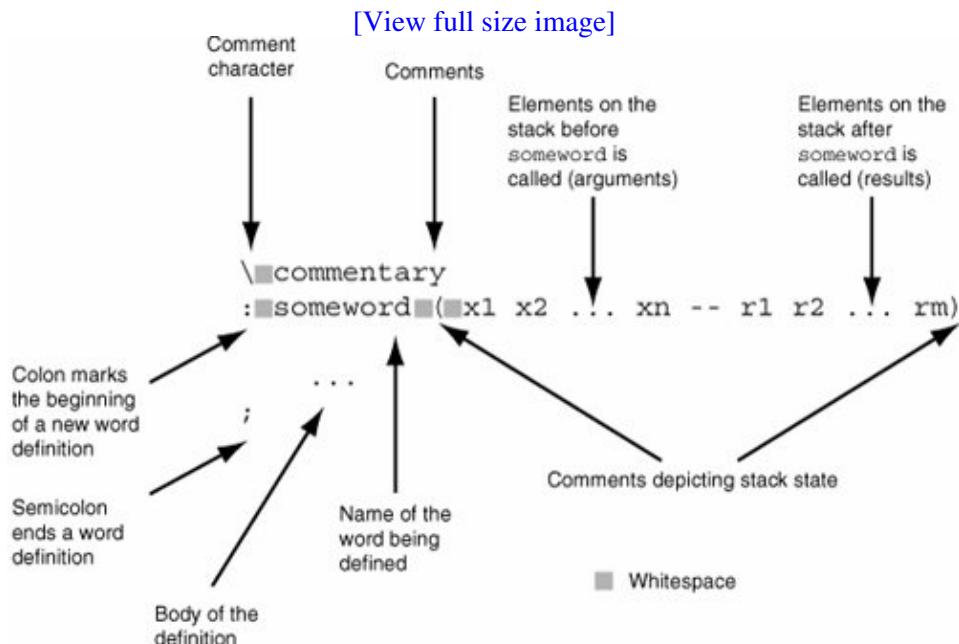 [View full size image]
Comment
character
Comments
Elements on the
stack before
someword is
called (arguments)
Elements on the
stack after
someword is
called (results)
\ commentary
: someword ( x1 x2 ... xn -- r1 r2 ... rm)
...
;
Colon marks
the beginning
of a new word
definition
Semicolon
ends a word
definition
Body of the
definition
Name of the
word being
defined
Comments depicting stack state
Whitespace